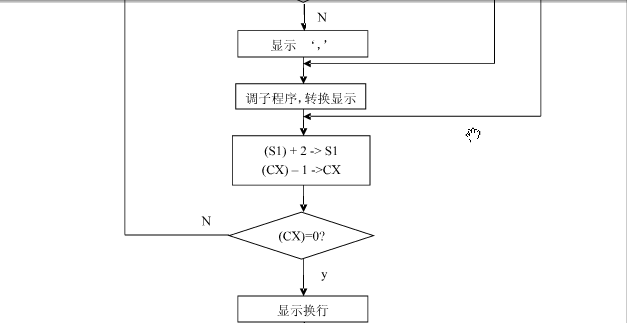 N
显示 ‘,’
调子程序,转换显示
(S1) + 2 -> S1
(CX) – 1 ->CX
N
(CX)=0?
y
显示换行